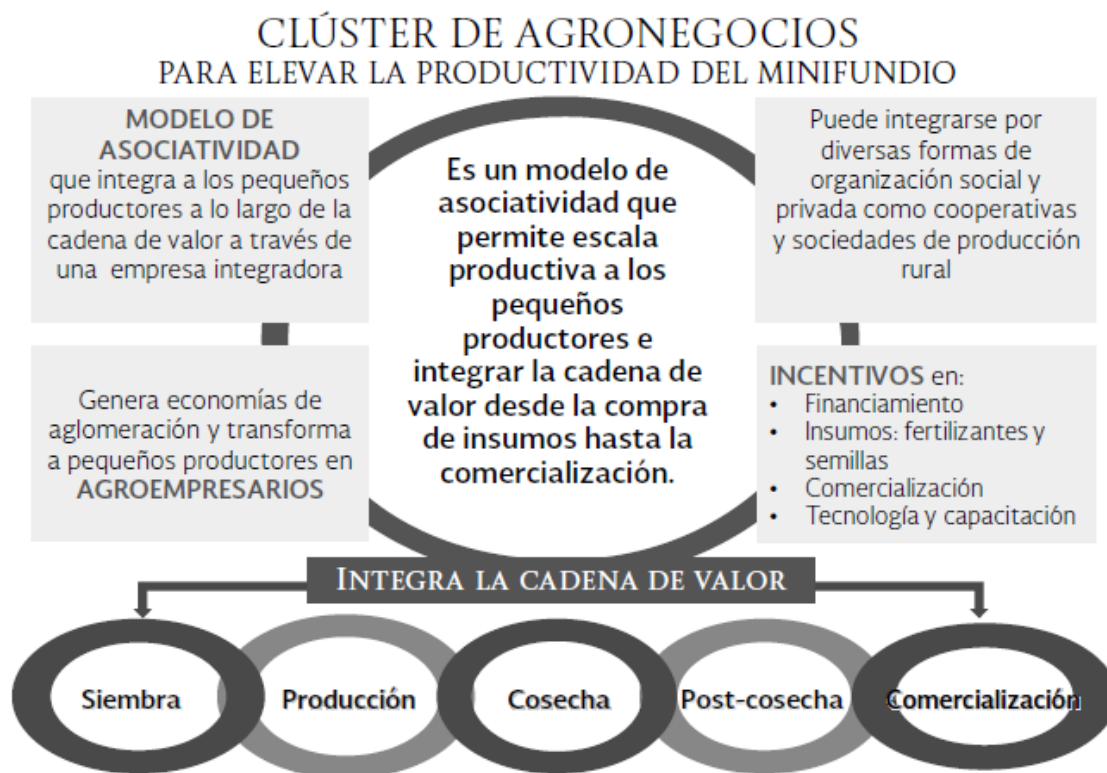 CLÚSTER DE AGRONEGOCIOS
PARA ELEVAR LA PRODUCTIVIDAD DEL MINIFUNDIO
MODELO DE
ASOCIATIVIDAD
que integra a los pequeños
productores a lo largo de la
cadena de valor a través de
una empresa integradora
Genera economías de
aglomeración y transforma
a pequeños productores en
AGROEMPRESARIOS
Es un modelo de
asociatividad que
permite escala
productiva a los
pequeños
productores e
integrar la cadena de
valor desde la compra
de insumos hasta la
comercialización.
Puede integrarse por
diversas formas de
organización social y
privada como cooperativas
y sociedades de producción
rural
INCENTIVOS en:
• Financiamiento
• Insumos: fertilizantes y
semillas
• Comercialización
• Tecnología y capacitación
INTEGRA LA CADENA DE VALOR
Siembra
Producción
Cosecha
Post-cosecha
Comercialización